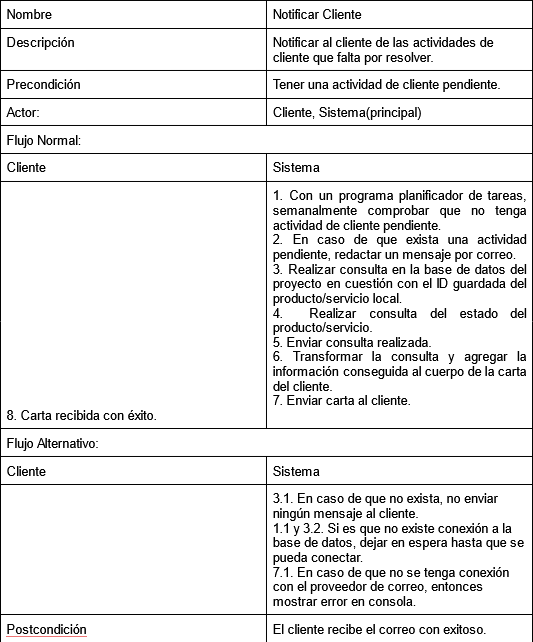 Nombre
Notificar Cliente
Descripción
Notificar al cliente de las actividades de
cliente que falta por resolver.
Precondición
Tener una actividad de cliente pendiente.
Actor:
Cliente, Sistema(principal)
Flujo Normal:
Cliente
Sistema
1. Con un programa planificador de tareas,
semanalmente comprobar que no tenga
actividad de cliente pendiente.
2. En caso de que exista una actividad
pendiente, redactar un mensaje por correo.
3. Realizar consulta en la base de datos del
proyecto en cuestión con el ID guardada del
producto/servicio local.
4. Realizar consulta del estado del
producto/servicio.
5. Enviar consulta realizada.
6. Transformar la consulta y agregar la
información conseguida al cuerpo de la carta
del cliente.
7. Enviar carta al cliente.
8. Carta recibida con éxito.
Flujo Alternativo:
Cliente
Sistema
3.1. En caso de que no exista, no enviar
ningún mensaje al cliente.
1.1 y 3.2. Si es que no existe conexión a la
base de datos, dejar en espera hasta que se
pueda conectar.
7.1. En caso de que no se tenga conexión
con el proveedor de correo, entonces
mostrar error en consola.
Postcondición
El cliente recibe el correo con exitoso.